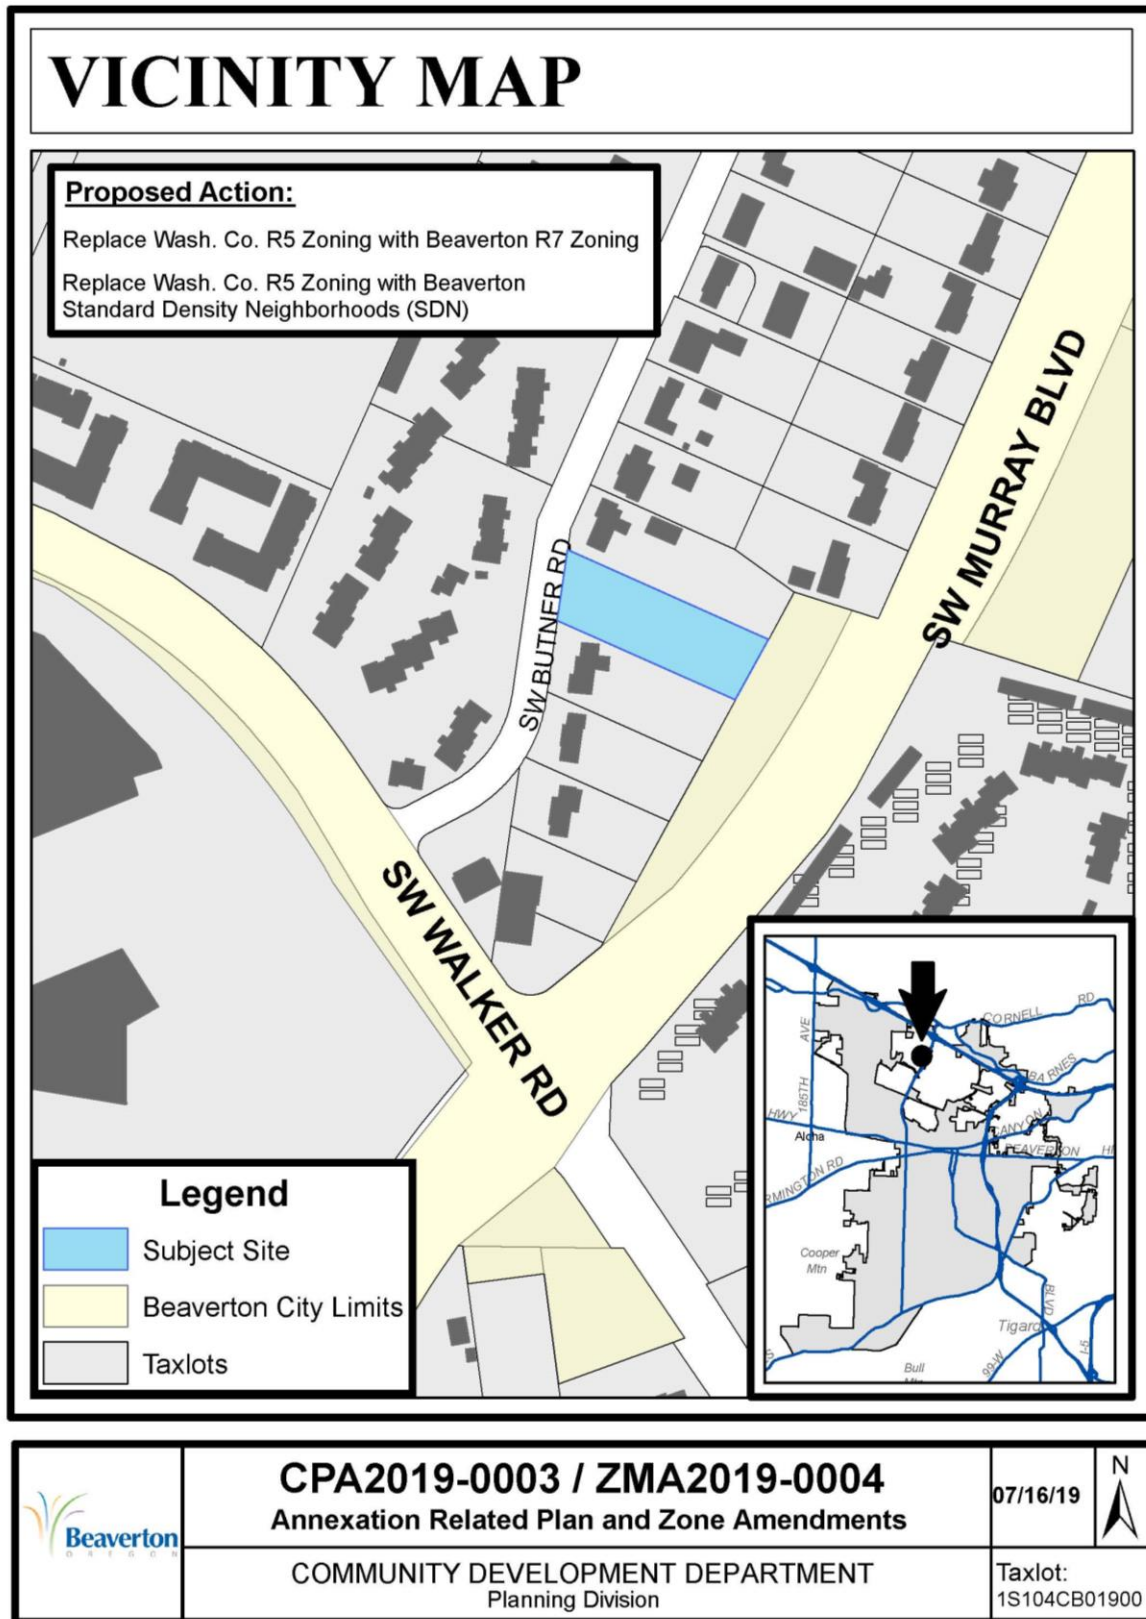 VICINITY MAP
Proposed Action:
Replace Wash. Co. R5 Zoning with Beaverton R7 Zoning
Replace Wash. Co. R5 Zoning with Beaverton
Standard Density Neighborhoods (SDN)
SW MURRAY BLVD
SW BUTNER RD
SW WALKER RD
CORNELL
RD
BARNES
AVE
185TH
HWY
CANYON
Aloha
BEAVERTON
RMINGTON RD
Cooper
Mtn
BLVD
Tigard
99-W
I-5
Bull
Legend
Subject Site
Beaverton City Limits
Taxlots
Beaverton
OREGON
CPA2019-0003 / ZMA2019-0004
Annexation Related Plan and Zone Amendments
07/16/19
N
COMMUNITY DEVELOPMENT DEPARTMENT
Planning Division
Taxlot:
1S104CB01900